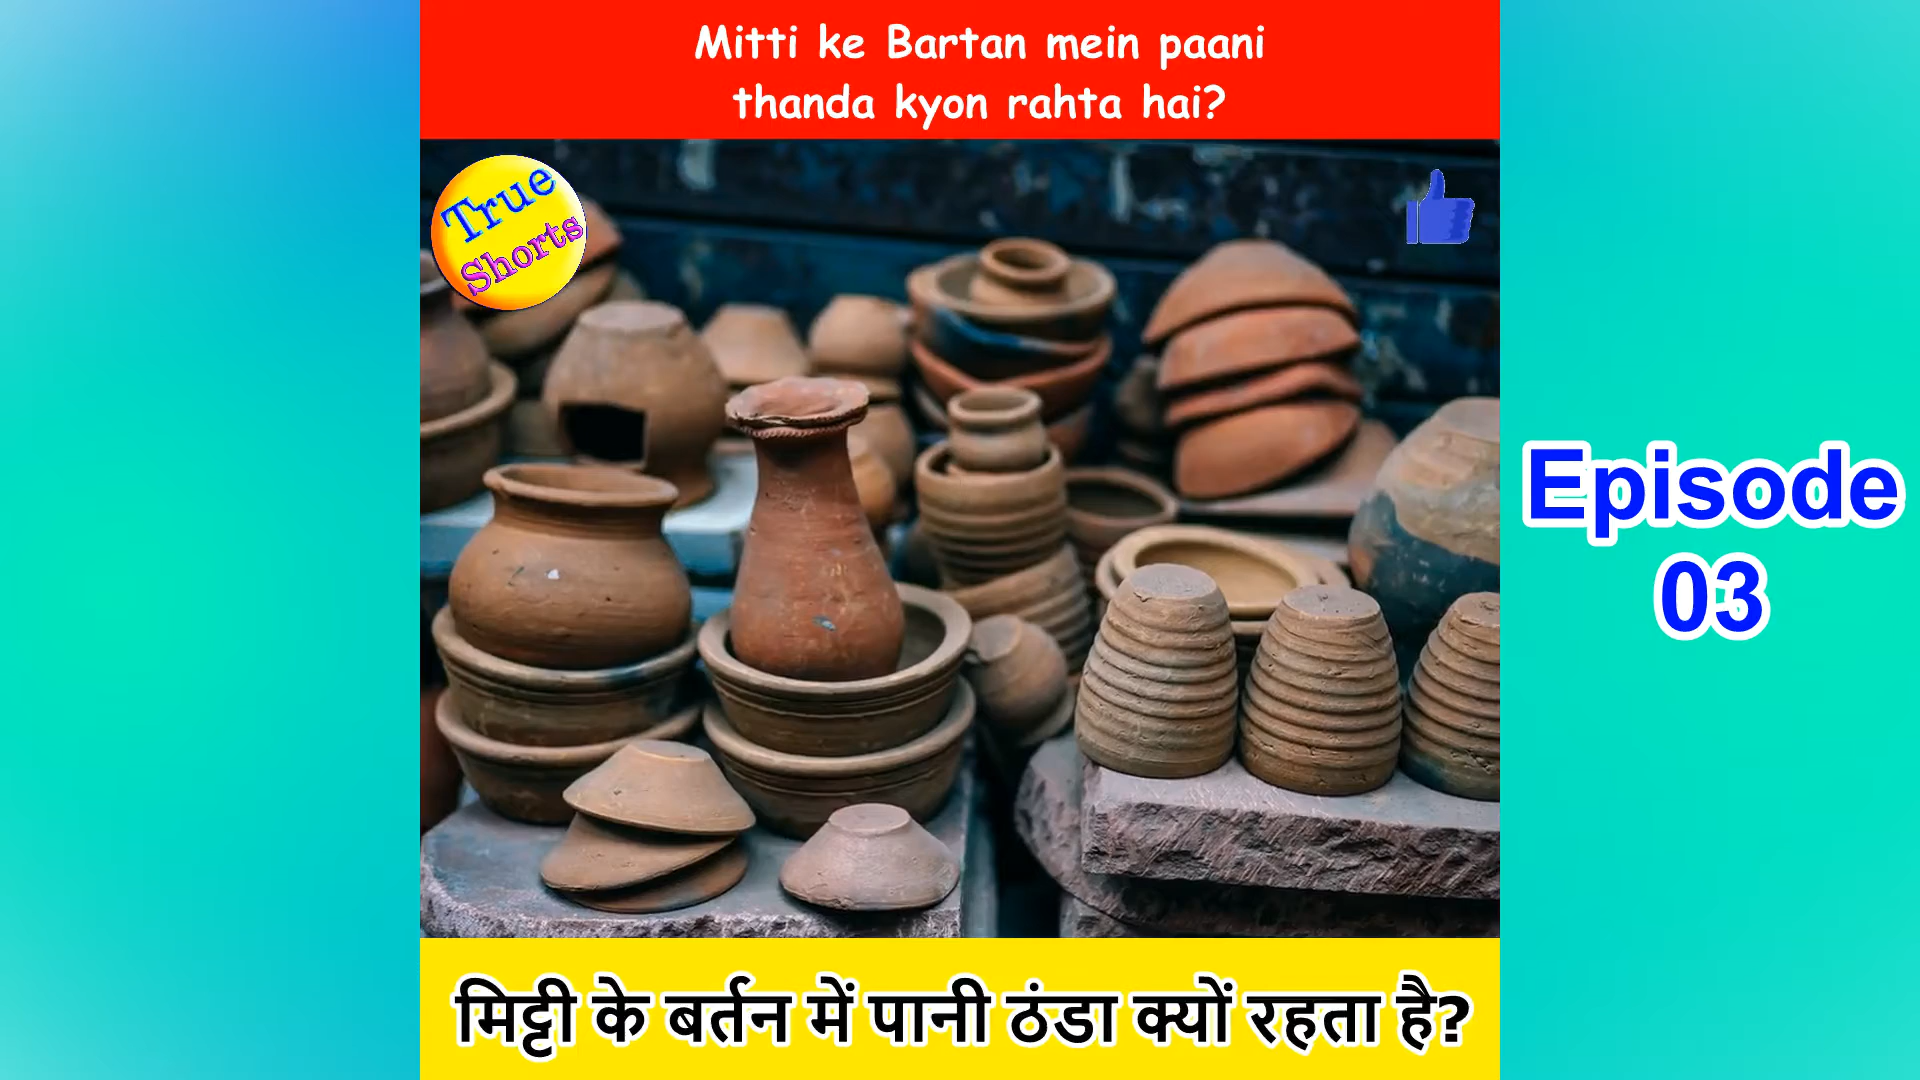 Mitti ke Bartan mein paani
thanda kyon rahta hai?
True
Shorts
Episode
03
मिट्टी के बर्तन में पानी ठंडा क्यों रहता है?